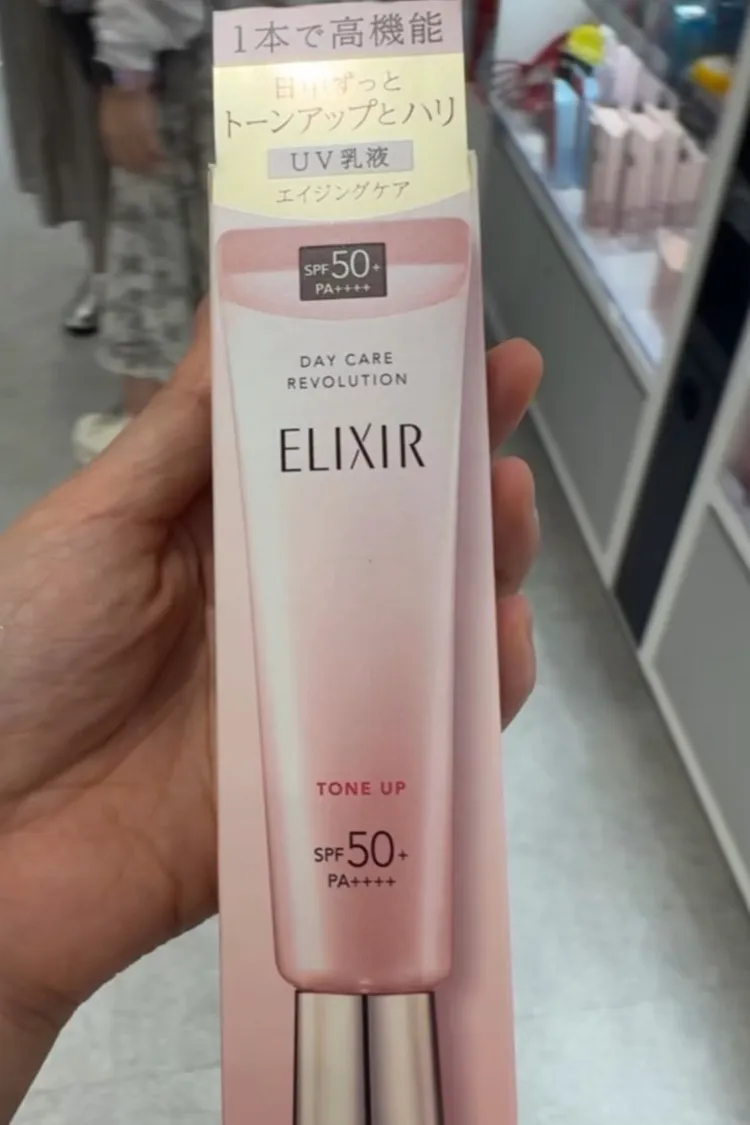 1本で高機能
日中ずっと
トーンアップとハリ
UV乳液
エイジングケア
SPF50+
PA++++
DAY CARE
REVOLUTION
ELIXIR
TONE UP
SPF50+
PA++++